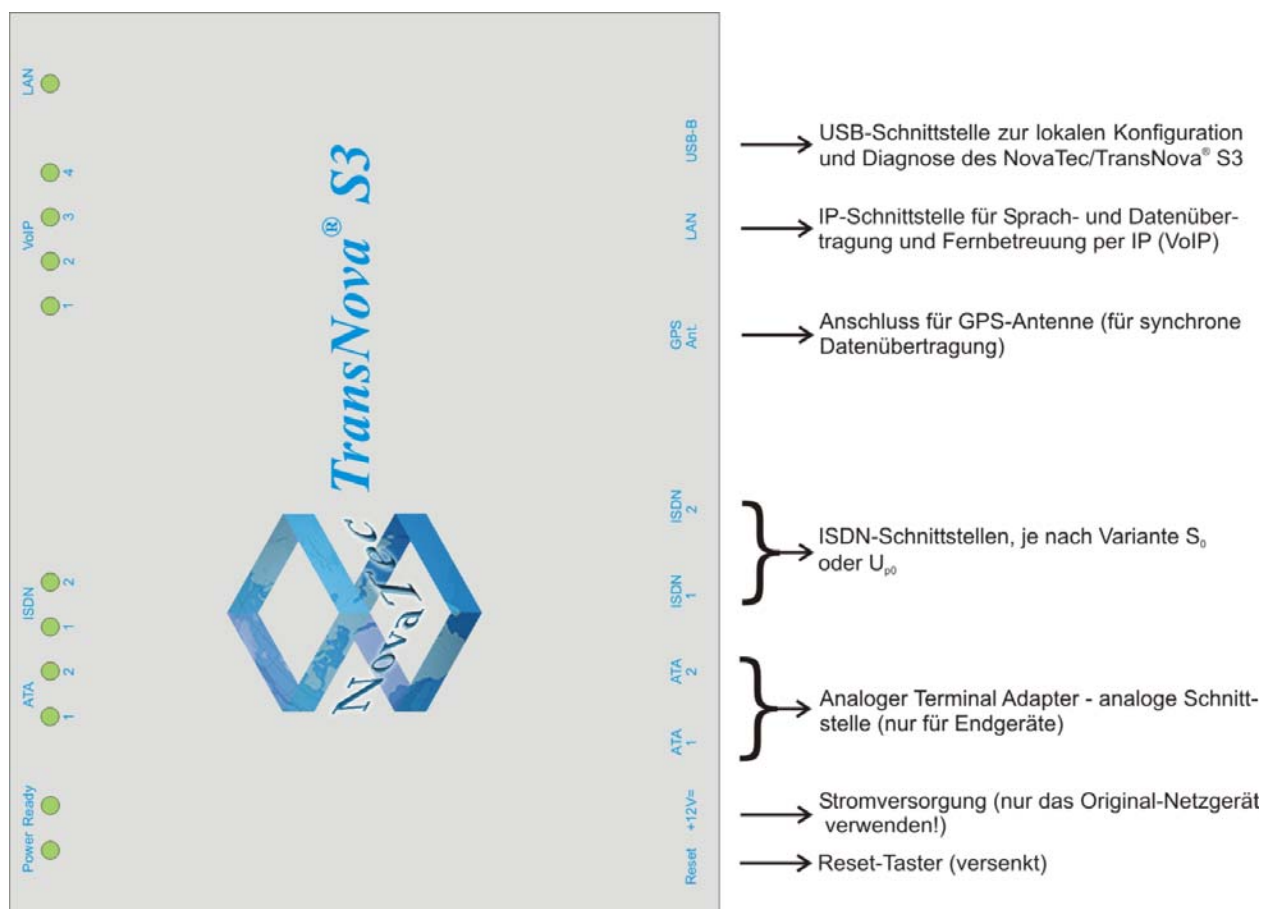 LAN
VoIP
4
3
2
1
ISDN
2
1
ATA
2
1
Power Ready
NovaTec TransNova® S3
USB-B
LAN
GPS
Ant.
ISDN
2
ISDN
1
ATA
2
ATA
1
+12V=
Reset
USB-Schnittstelle zur lokalen Konfiguration
und Diagnose des NovaTec/TransNova® S3
IP-Schnittstelle für Sprach- und Datenüber-
tragung und Fernbetreuung per IP (VoIP)
Anschluss für GPS-Antenne (für synchrone
Datenübertragung)
ISDN-Schnittstellen, je nach Variante S₀
oder Uₚ₀
Analoger Terminal Adapter - analoge Schnitt-
stelle (nur für Endgeräte)
Stromversorgung (nur das Original-Netzgerät
verwenden!)
Reset-Taster (versenkt)